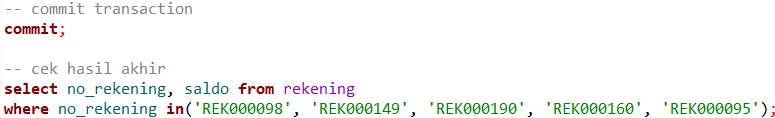 -- commit transaction
commit;
-- cek hasil akhir
select no_rekening, saldo from rekening
where no_rekening in('REK000098', 'REK000149', 'REK000190', 'REK000160', 'REK000095');